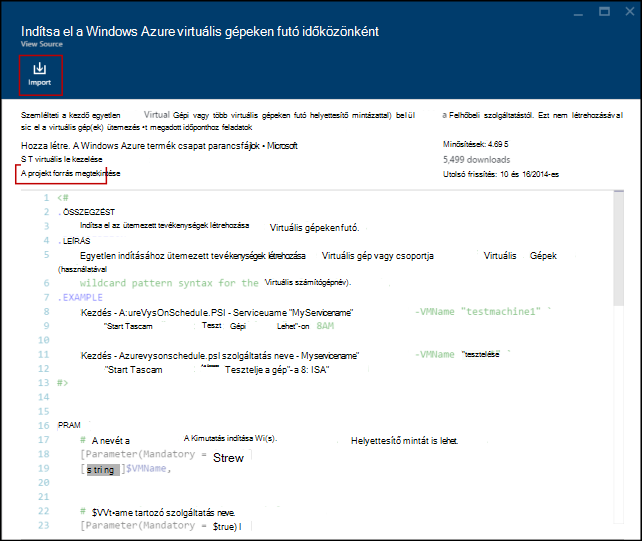 Indítsa el a Windows Azure virtuális gépeken futó időközönként
View Source
Import
Szemlélteti a kezdő egyetlen Virtual Gépi vagy több virtuális gépeken futó helyettesítő mintázattal) belül a Felhőbeli szolgáltatástól. Ezt nem létrehozásával
sic el a virtuális gép(ek) ütemezés •t megadott időponthoz feladatok
Hozza létre. A Windows Azure termék csapat parancsfájlok • Microsoft Minősítések: 4.69 5
S T virtuális le kezelése 5,499 downloads
A projekt forrás megtekintése Utolsó frissítés: 10 és 16/2014-es
1 <#
2 .ÖSSZEGZÉST
3 Indítsa el az ütemezett tevékenységek létrehozása Virtuális gépeken futó.
4 .LEÍRÁS
5 Egyetlen indításához ütemezett tevékenységek létrehozása Virtuális gép vagy csoportja Virtuális Gépek
(használatával
6 wildcard pattern syntax for the Virtuális számítógépnév).
7 .EXAMPLE
8 Kezdés - A:ureVysOnSchedule.PSI - Serviceuame "MyServicename" -VMName "testmachine1" `
9 "Start Tascam Teszt Gépi Lehet"-on 8AM
10
11 Kezdés - Azurevysonschedule.psl szolgáltatás neve - Myservicename" -VMName "tesztelésé" `
12 "Start Tascam Tesztelje a gép"-a 8: ISA"
13 #>
14
15
16 PRAM
17 # A nevét a A Kimutatás indítása Wi(s). Helyettesítő mintát is lehet.
18 [Parameter(Mandatory = Strew
19 [string]$VMName,
20
21
22 # $VVt•ame tartozó szolgáltatás neve.
23 [Parameter(Mandatory = $true) l